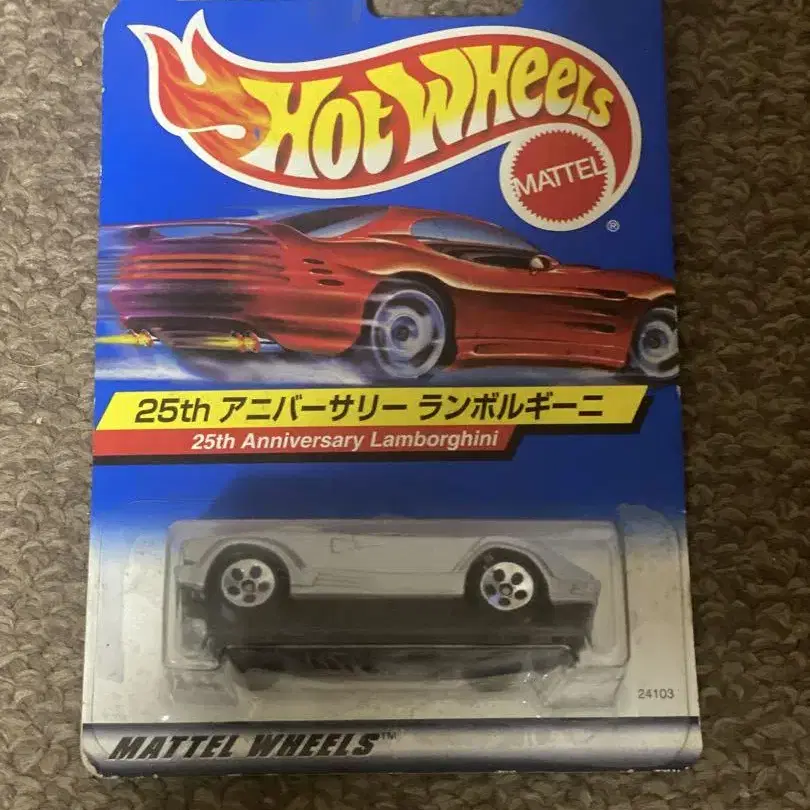 Hot Wheels
MATTEL
®
25th アニバーサリー ランボルギーニ
25th Anniversary Lamborghini
24103
MATTEL WHEELS™